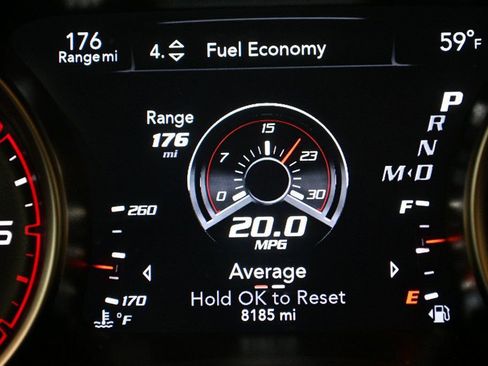 176
Range mi
4. Fuel Economy
59°F
Range
176
mi
0 7 15 23 30
20.0
MPG
Average
Hold OK to Reset
8185 mi
260
170
°F
P
R
N
M D
F
E
5